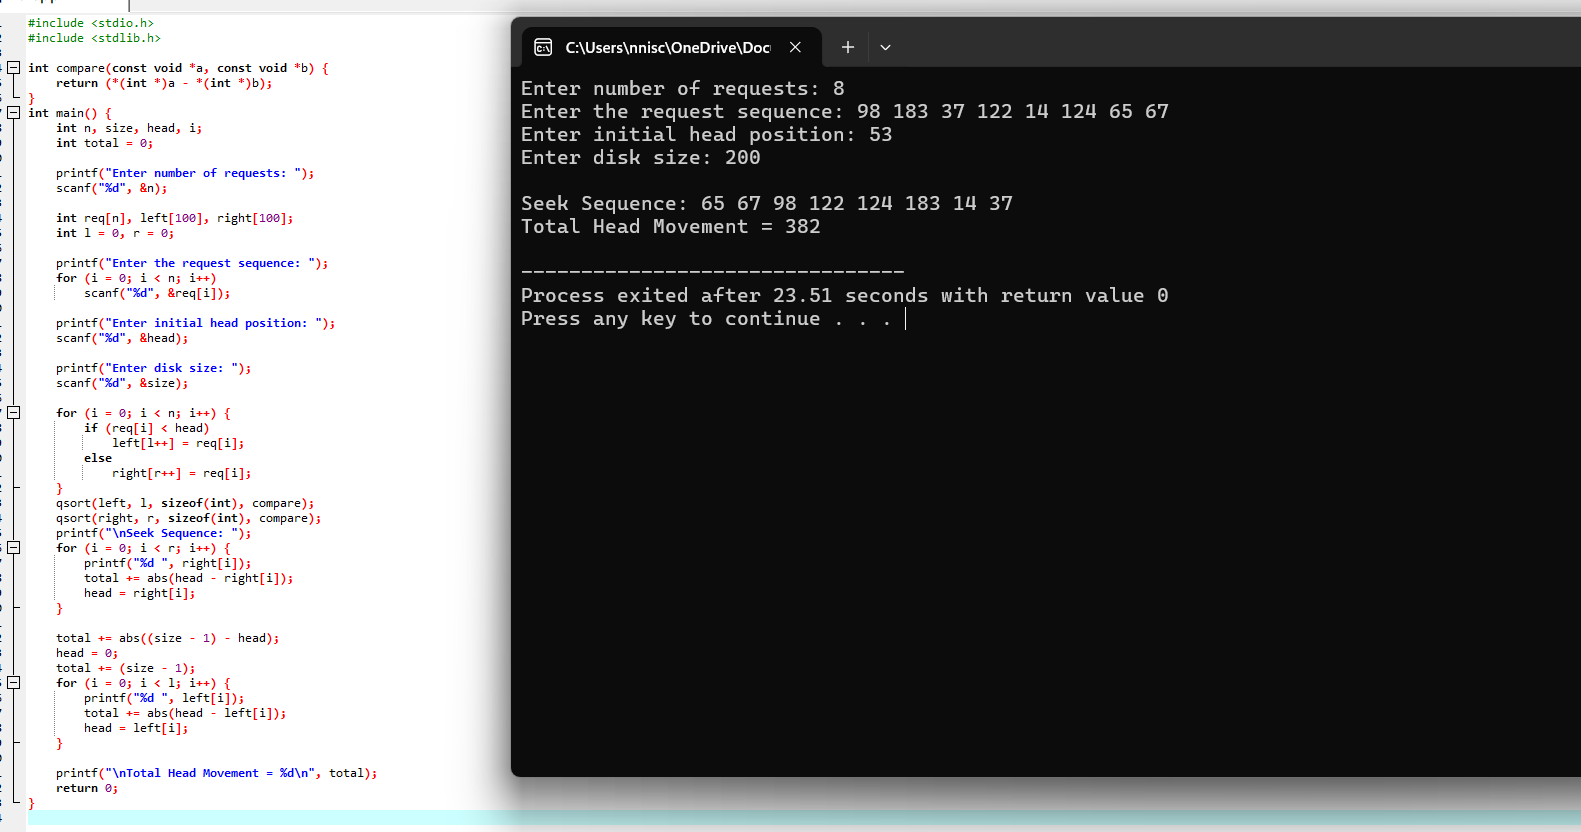 #include <stdio.h>
#include <stdlib.h>
int compare(const void *a, const void *b) {
return (*(int *)a - *(int *)b);
}
int main() {
int n, size, head, i;
int total = 0;
printf("Enter number of requests: ");
scanf("%d", &n);
int req[n], left[100], right[100];
int l = 0, r = 0;
printf("Enter the request sequence: ");
for (i = 0; i < n; i++)
scanf("%d", &req[i]);
printf("Enter initial head position: ");
scanf("%d", &head);
printf("Enter disk size: ");
scanf("%d", &size);
for (i = 0; i < n; i++) {
if (req[i] < head)
left[l++] = req[i];
else
right[r++] = req[i];
}
qsort(left, l, sizeof(int), compare);
qsort(right, r, sizeof(int), compare);
printf("\nSeek Sequence: ");
for (i = 0; i < r; i++) {
printf("%d ", right[i]);
total += abs(head - right[i]);
head = right[i];
}
total += abs((size - 1) - head);
head = 0;
total += (size - 1);
for (i = 0; i < l; i++) {
printf("%d ", left[i]);
total += abs(head - left[i]);
head = left[i];
}
printf("\nTotal Head Movement = %d\n", total);
return 0;
}
C:\Users\nnisc\OneDrive\Doc
Enter number of requests: 8
Enter the request sequence: 98 183 37 122 14 124 65 67
Enter initial head position: 53
Enter disk size: 200
Seek Sequence: 65 67 98 122 124 183 14 37
Total Head Movement = 382
--------------------------------
Process exited after 23.51 seconds with return value 0
Press any key to continue . . .